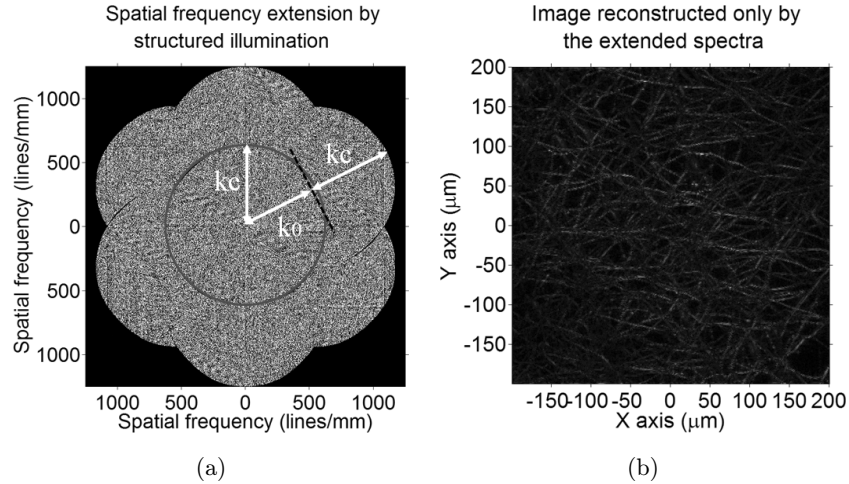 Spatial frequency extension by
structured illumination
Spatial frequency (lines/mm)
1000
500
0
500
1000
kc
kc
k0
1000 500 0 500 1000
Spatial frequency (lines/mm)
(a)
Image reconstructed only by
the extended spectra
Y axis (μm)
200
150
100
50
0
-50
-100
-150
-150 -100 -50 0 50 100 150 200
X axis (μm)
(b)